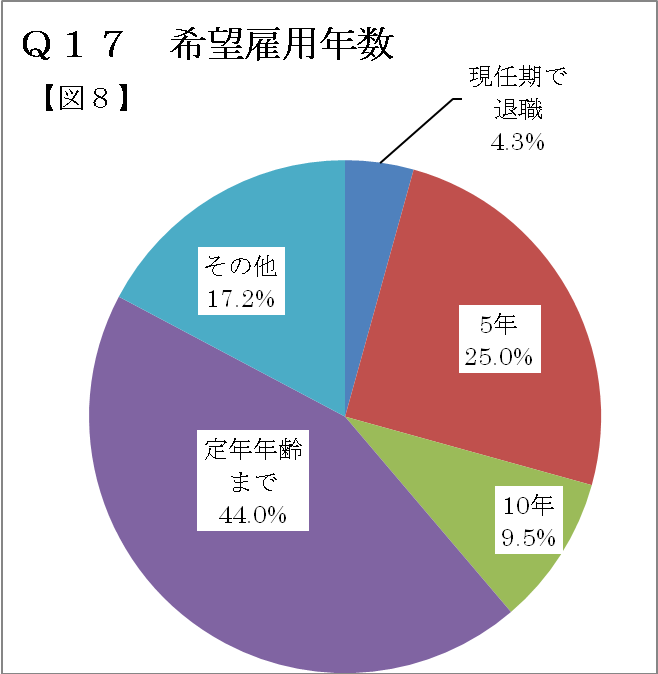 Ｑ１７　希望雇用年数
【図８】
現任期で
退職
4.3%
5年
25.0%
10年
9.5%
定年年齢
まで
44.0%
その他
17.2%